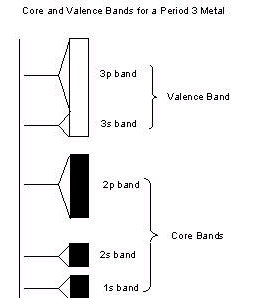 Core and Valence Bands for a Period 3 Metal
3p band
Valence Band
3s band
2p band
Core Bands
2s band
1s band